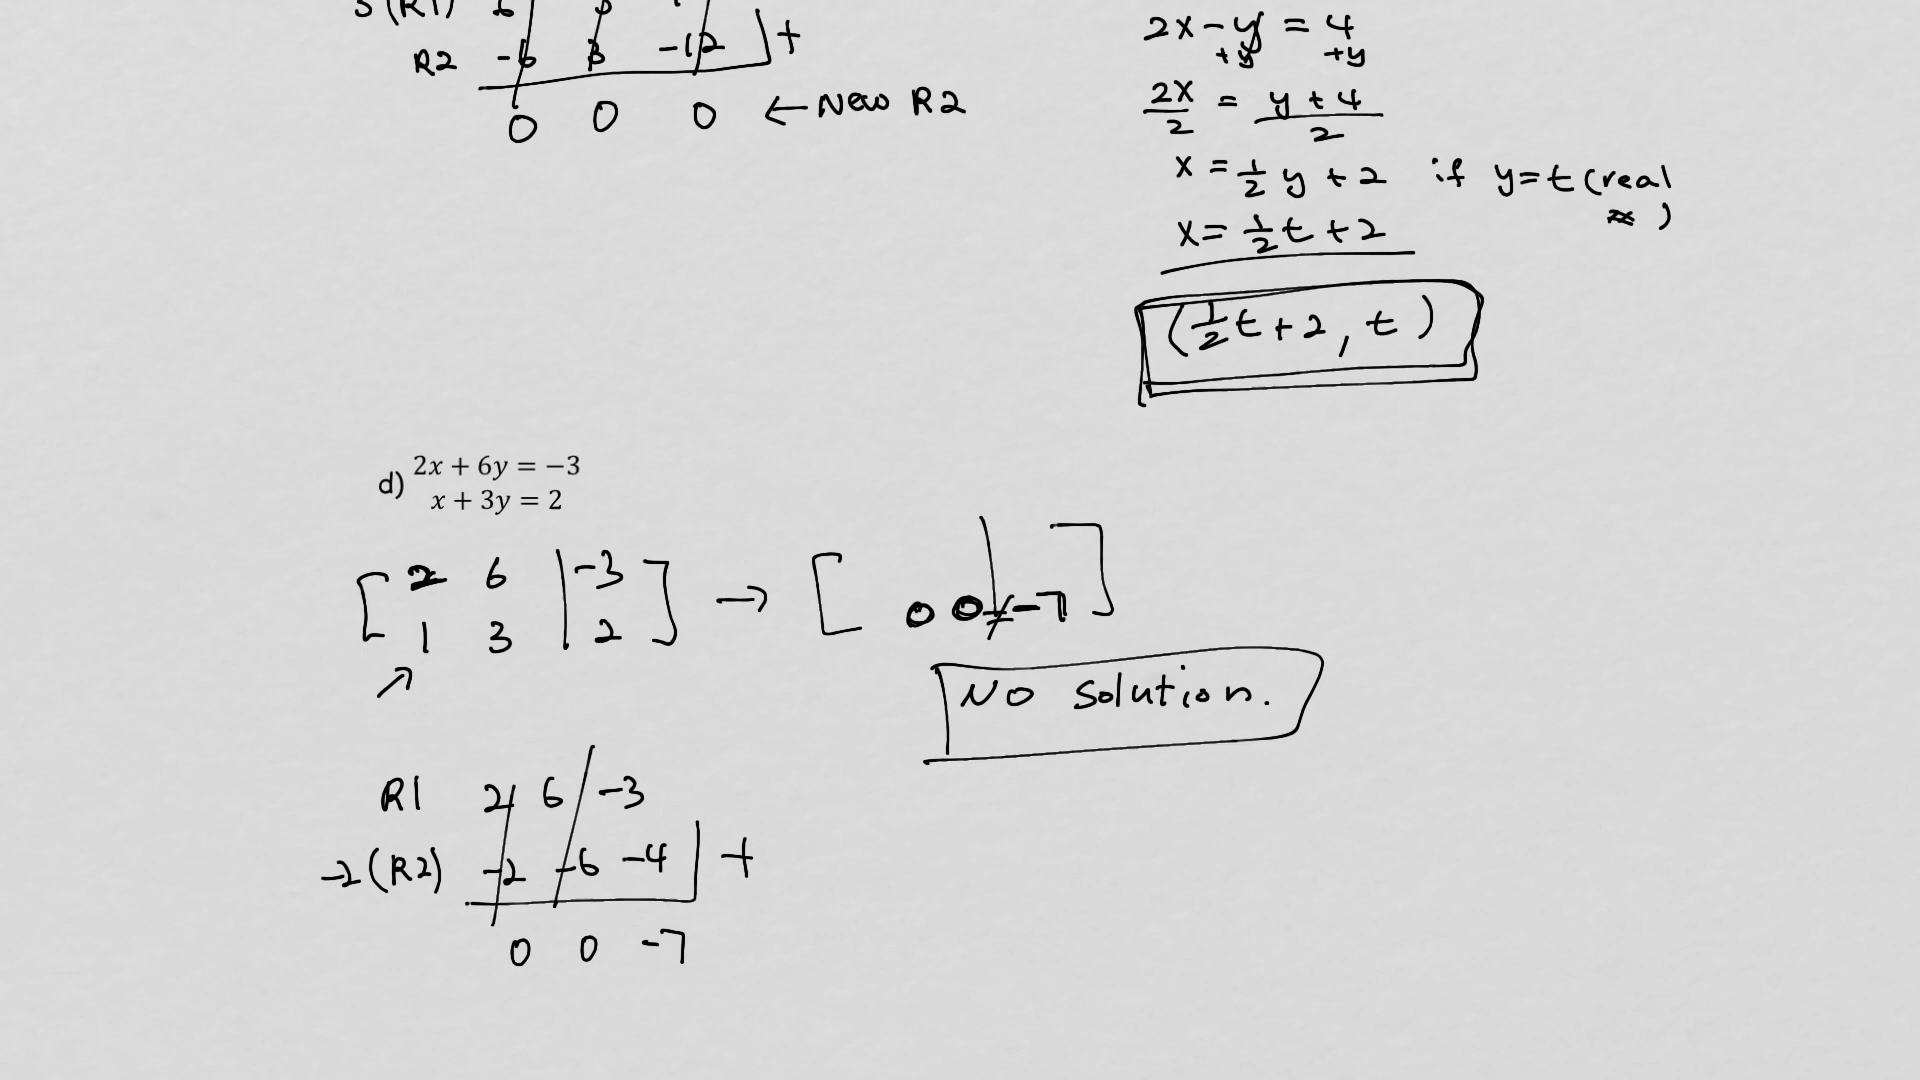 (R1) 6
R2 -6 3 -12 +
0 0 0 ← New R2
2x - y = 4
+y +y
2x/2 = y + 4/2
x = 1/2 y + 2 if y = t (real
)
x = 1/2 t + 2
(1/2 t + 2, t)
d) 2x + 6y = −3
x + 3y = 2
[2 6 | -3] → [ ]
[1 3 | 2] [0 0 ≠ -7]
No solution.
R1 2 6 -3
-2(R2) -2 -6 -4 +
0 0 -7